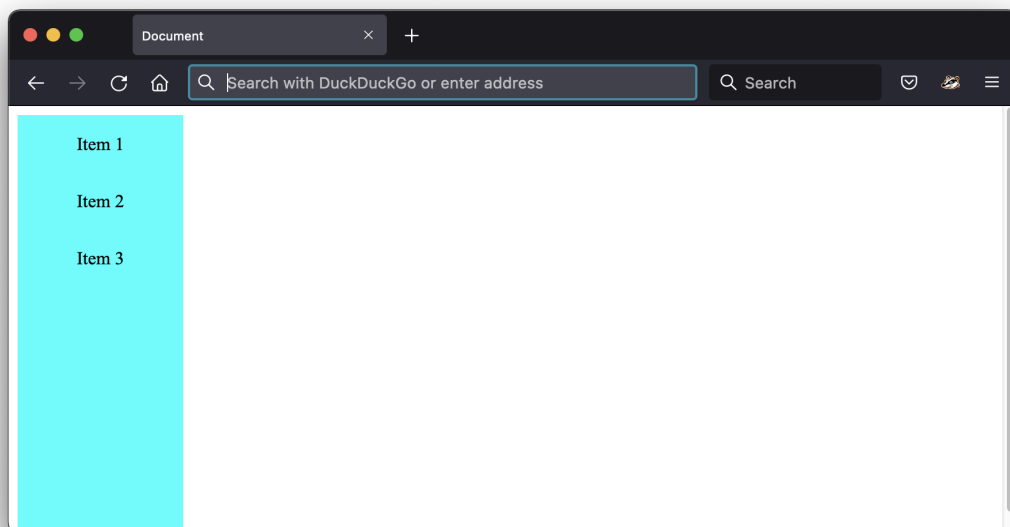 Document
Search with DuckDuckGo or enter address
Search
Item 1
Item 2
Item 3